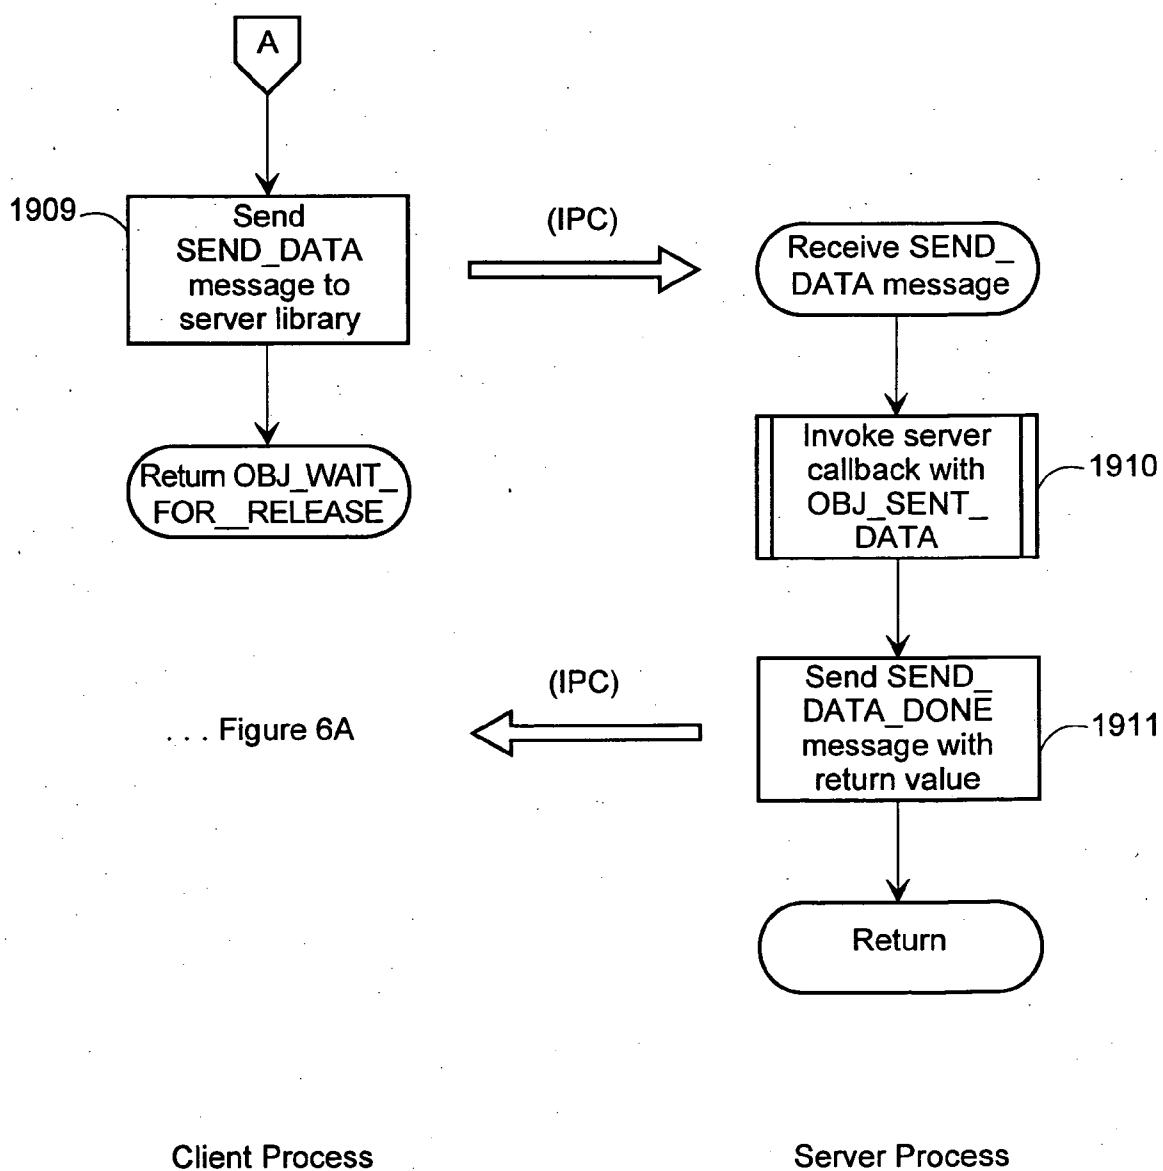 A
1909
Send
SEND_DATA
message to
server library
(IPC)
Receive SEND_
DATA message
Return OBJ_WAIT_
FOR__RELEASE
Invoke server
callback with
OBJ_SENT_
DATA
1910
. . . Figure 6A
(IPC)
Send SEND_
DATA_DONE
message with
return value
1911
Return
Client Process
Server Process